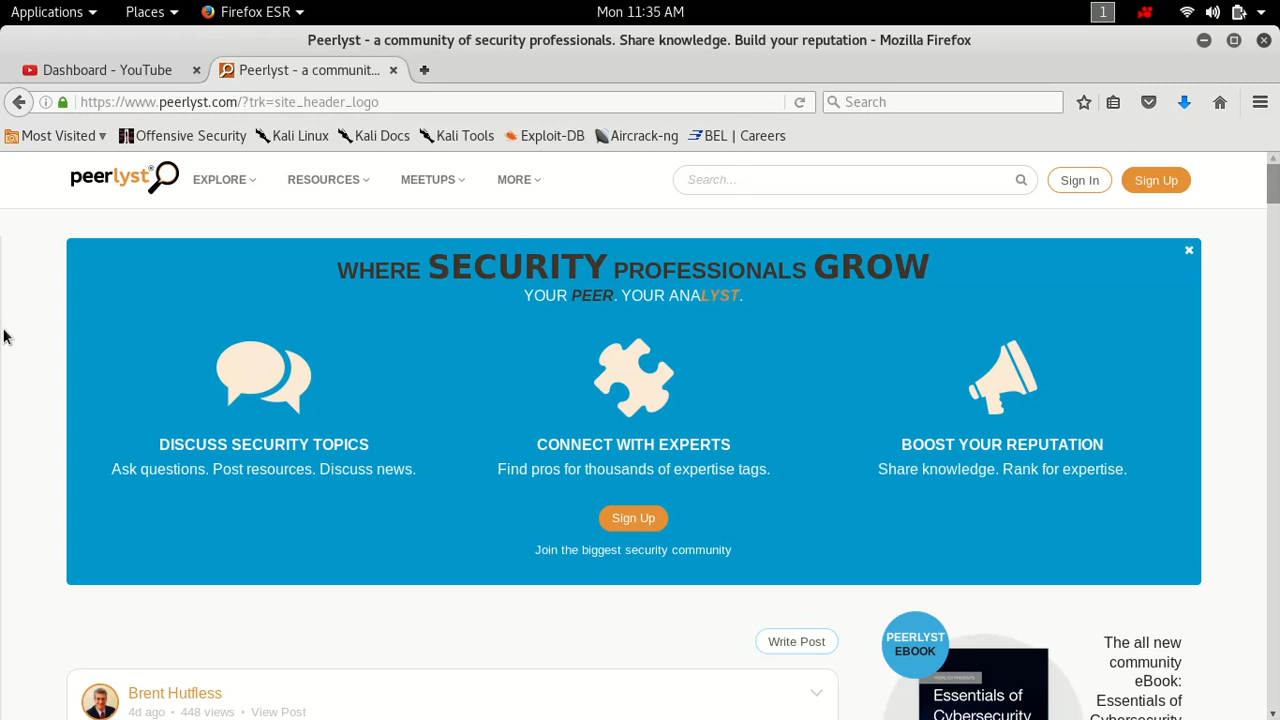 Applications Places Firefox ESR Mon 11:35 AM 1
Peerlyst - a community of security professionals. Share knowledge. Build your reputation - Mozilla Firefox
Dashboard - YouTube Peerlyst - a communit...
https://www.peerlyst.com/?trk=site_header_logo Search
Most Visited Offensive Security Kali Linux Kali Docs Kali Tools Exploit-DB Aircrack-ng BEL | Careers
peerlyst EXPLORE RESOURCES MEETUPS MORE Search... Sign In Sign Up
WHERE SECURITY PROFESSIONALS GROW
YOUR PEER. YOUR ANALYST.
DISCUSS SECURITY TOPICS
Ask questions. Post resources. Discuss news.
CONNECT WITH EXPERTS
Find pros for thousands of expertise tags.
BOOST YOUR REPUTATION
Share knowledge. Rank for expertise.
Sign Up
Join the biggest security community
Write Post
Brent Hutfless
4d ago • 448 views • View Post
PEERLYST
EBOOK
Essentials of
Cybersecurity
The all new
community
eBook:
Essentials of
Cybersecurity